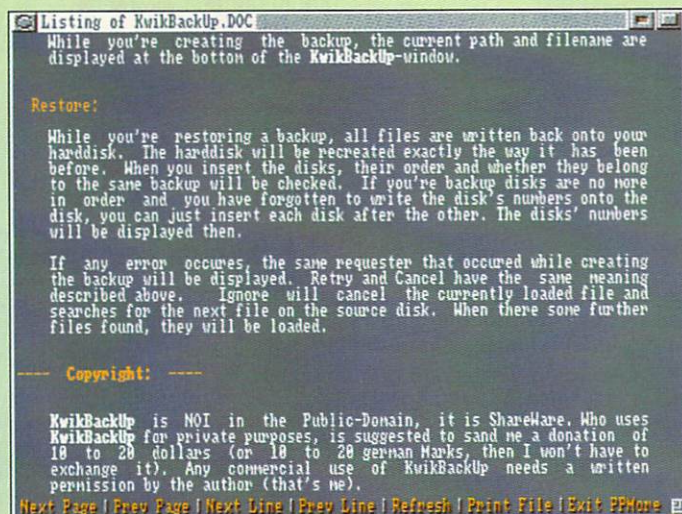 Listing of KwikBackUp.DOC
While you're creating the backup, the current path and filename are
displayed at the bottom of the KwikBackUp-window.
Restore:
While you're restoring a backup, all files are written back onto your
harddisk. The harddisk will be recreated exactly the way it has been
before. When you insert the disks, their order and whether they belong
to the same backup will be checked. If you're backup disks are no more
in order and you have forgotten to write the disk's numbers onto the
disk, you can just insert each disk after the other. The disks' numbers
will be displayed then.
If any error occures, the same requester that occured while creating
the backup will be displayed. Retry and Cancel have the same meaning
described above. Ignore will cancel the currently loaded file and
searches for the next file on the source disk. When there some further
files found, they will be loaded.
---- Copyright: ----
KwikBackUp is NOT in the Public-Domain, it is ShareWare. Who uses
KwikBackUp for private purposes, is suggested to sand me a donation of
10 to 20 dollars (or 10 to 20 german Marks, then I won't have to
exchange it). Any commercial use of KwikBackUp needs a written
permission by the author (that's me).
Next Page | Prev Page | Next Line | Prev Line | Refresh | Print File | Exit PPMore